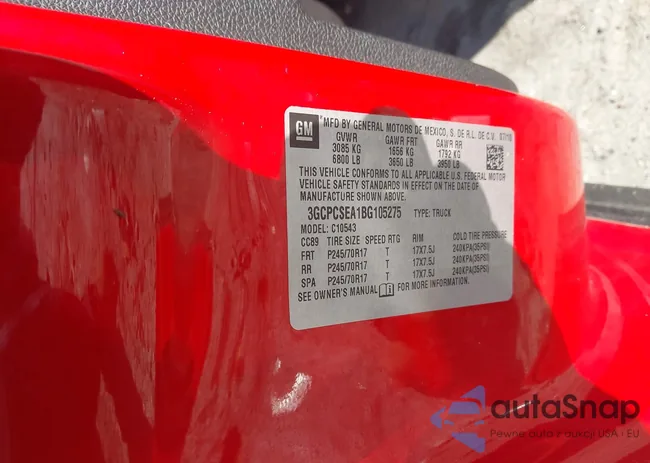 GM
MFD BY GENERAL MOTORS DE MEXICO, S. DE R.L. DE C.V. 07/10
GVWR GAWR FRT GAWR RR
3085 KG 1656 KG 1792 KG
6800 LB 3650 LB 3950 LB
THIS VEHICLE CONFORMS TO ALL APPLICABLE U.S. FEDERAL MOTOR
VEHICLE SAFETY STANDARDS IN EFFECT ON THE DATE OF
MANUFACTURE SHOWN ABOVE.
3GCPCSEA1BG105275 TYPE: TRUCK
MODEL: C10543
CC89 TIRE SIZE SPEED RTG RIM COLD TIRE PRESSURE
FRT P245/70R17 T 17X7.5J 240KPA(35PSI)
RR P245/70R17 T 17X7.5J 240KPA(35PSI)
SPA P245/70R17 T 17X7.5J 240KPA(35PSI)
SEE OWNER'S MANUAL FOR MORE INFORMATION.
autaSnap
Pewne auta z aukcji USA i EU